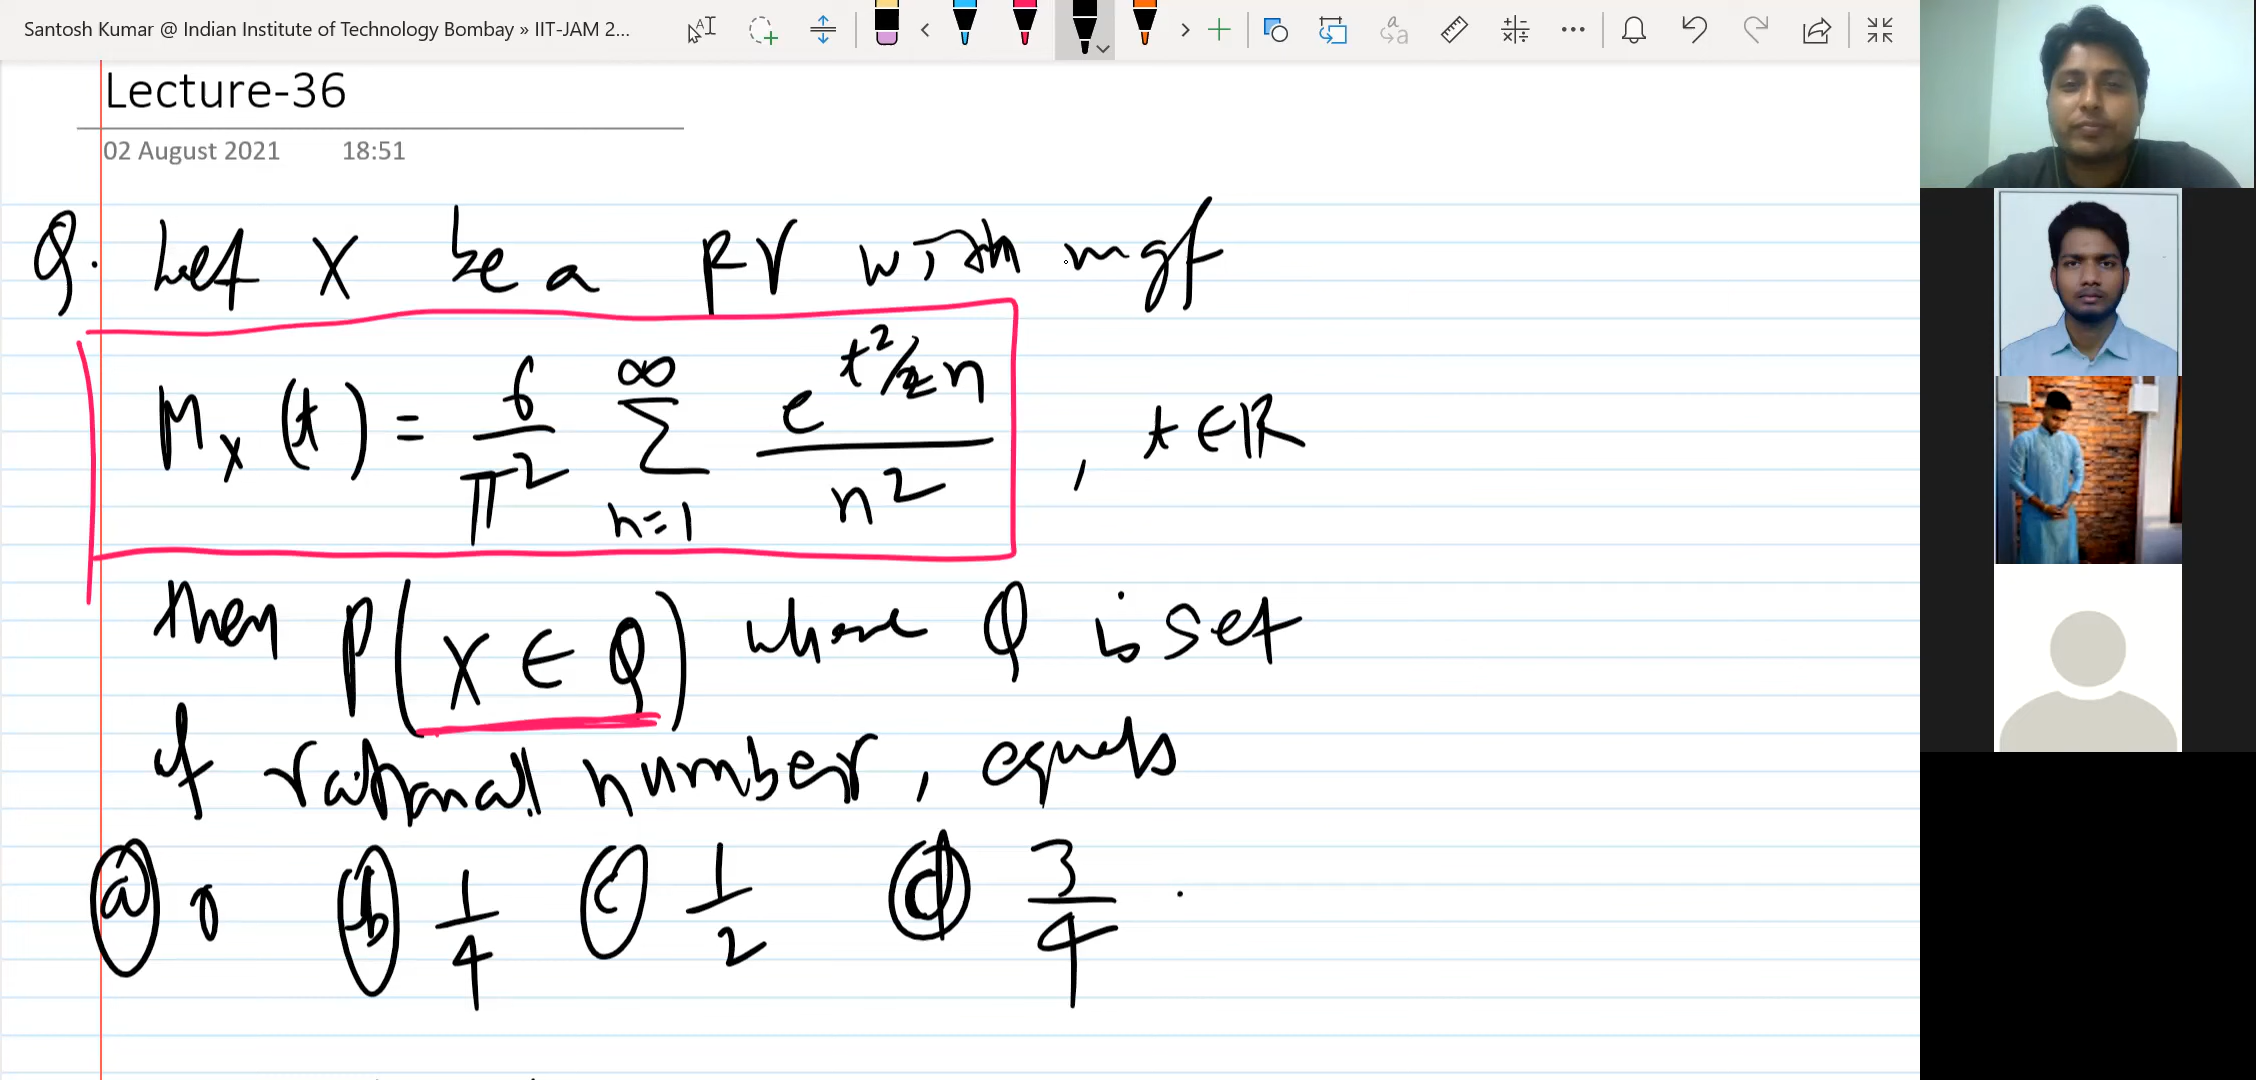 Santosh Kumar @ Indian Institute of Technology Bombay » IIT-JAM 2...
Lecture-36
02 August 2021 18:51
Q. Let X be a RV with mgf
M_X (t) = 6/π² ∑_{n=1}^{∞} e^{t²/2n}/n² , t ∈ ℝ
then P(X ∈ Q) where Q is set
of rational number, equals
(a) 0 (b) 1/4 (c) 1/2 (d) 3/4 .